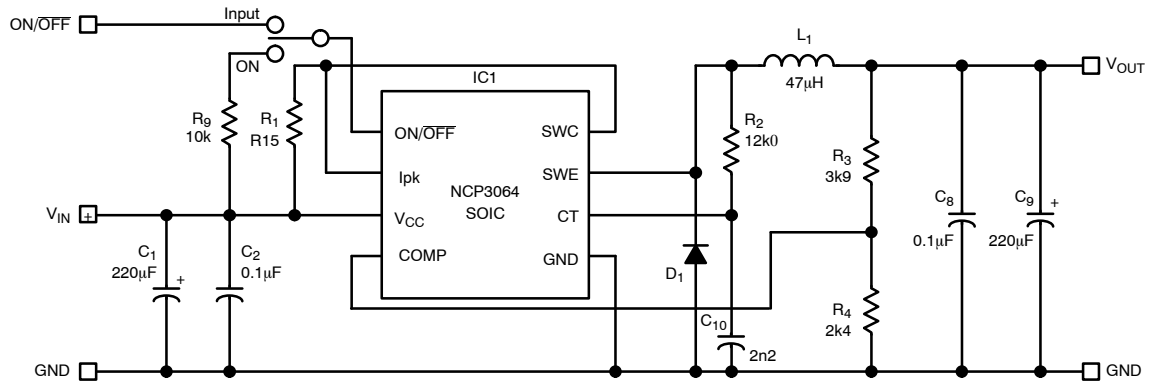 ON/OFF
Input
ON
R9
10k
R1
R15
IC1
ON/OFF
Ipk
VCC
COMP
NCP3064
SOIC
SWC
SWE
CT
GND
L1
47µH
R2
12k0
R3
3k9
R4
2k4
C8
0.1µF
C9
220µF
+
VOUT
VIN
+
C1
220µF
+
C2
0.1µF
D1
C10
2n2
GND
GND